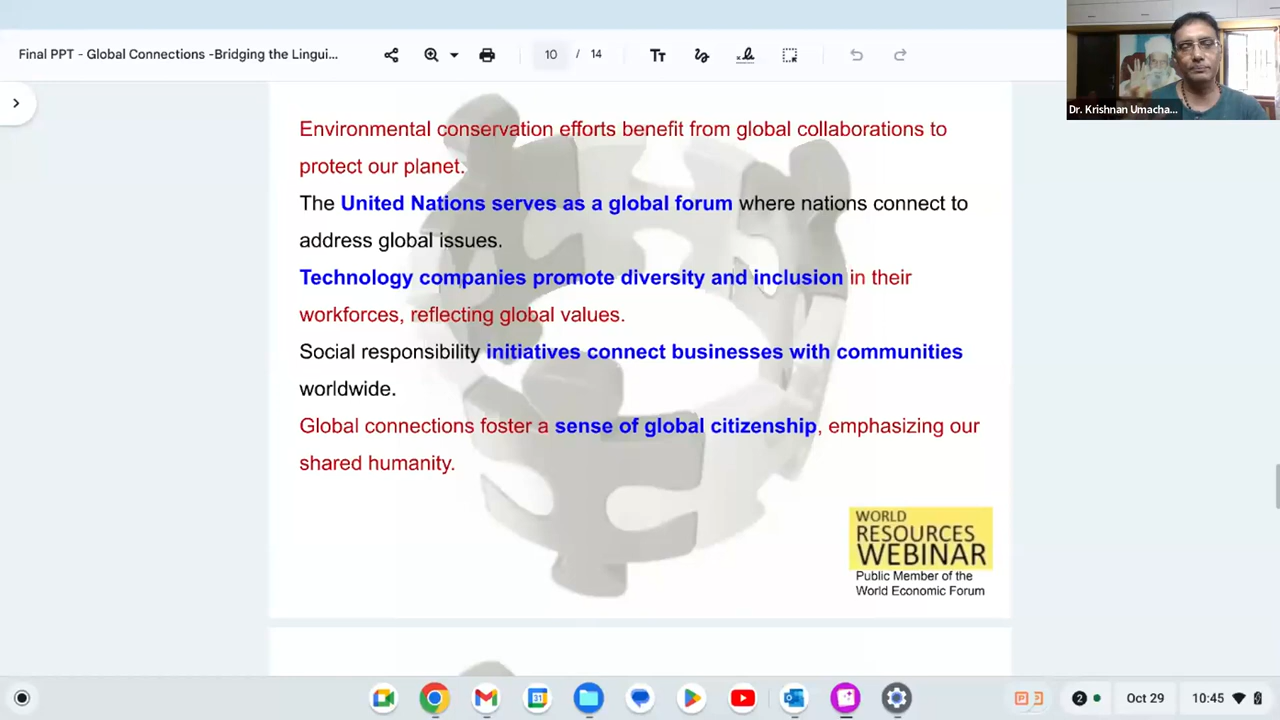 Final PPT - Global Connections -Bridging the Lingui...
10 / 14
Dr. Krishnan Umacha...
Environmental conservation efforts benefit from global collaborations to
protect our planet.
The United Nations serves as a global forum where nations connect to
address global issues.
Technology companies promote diversity and inclusion in their
workforces, reflecting global values.
Social responsibility initiatives connect businesses with communities
worldwide.
Global connections foster a sense of global citizenship, emphasizing our
shared humanity.
WORLD
RESOURCES
WEBINAR
Public Member of the
World Economic Forum
31
2
Oct 29
10:45